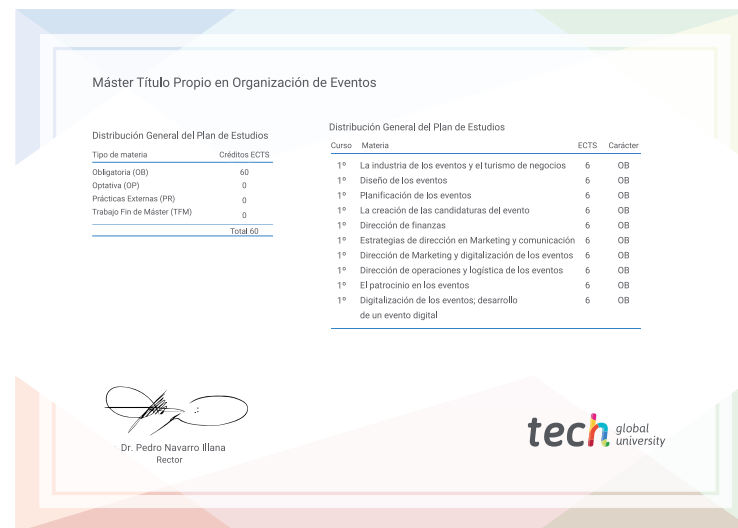 Máster Título Propio en Organización de Eventos
Distribución General del Plan de Estudios
Tipo de materia Créditos ECTS
Obligatoria (OB) 60
Optativa (OP) 0
Prácticas Externas (PR) 0
Trabajo Fin de Máster (TFM) 0
Total 60
Distribución General del Plan de Estudios
Curso Materia ECTS Carácter
1º La industria de los eventos y el turismo de negocios 6 OB
1º Diseño de los eventos 6 OB
1º Planificación de los eventos 6 OB
1º La creación de las candidaturas del evento 6 OB
1º Dirección de finanzas 6 OB
1º Estrategias de dirección en Marketing y comunicación 6 OB
1º Dirección de Marketing y digitalización de los eventos 6 OB
1º Dirección de operaciones y logística de los eventos 6 OB
1º El patrocinio en los eventos 6 OB
1º Digitalización de los eventos; desarrollo 6 OB
de un evento digital
Dr. Pedro Navarro Illana
Rector
tech global
university